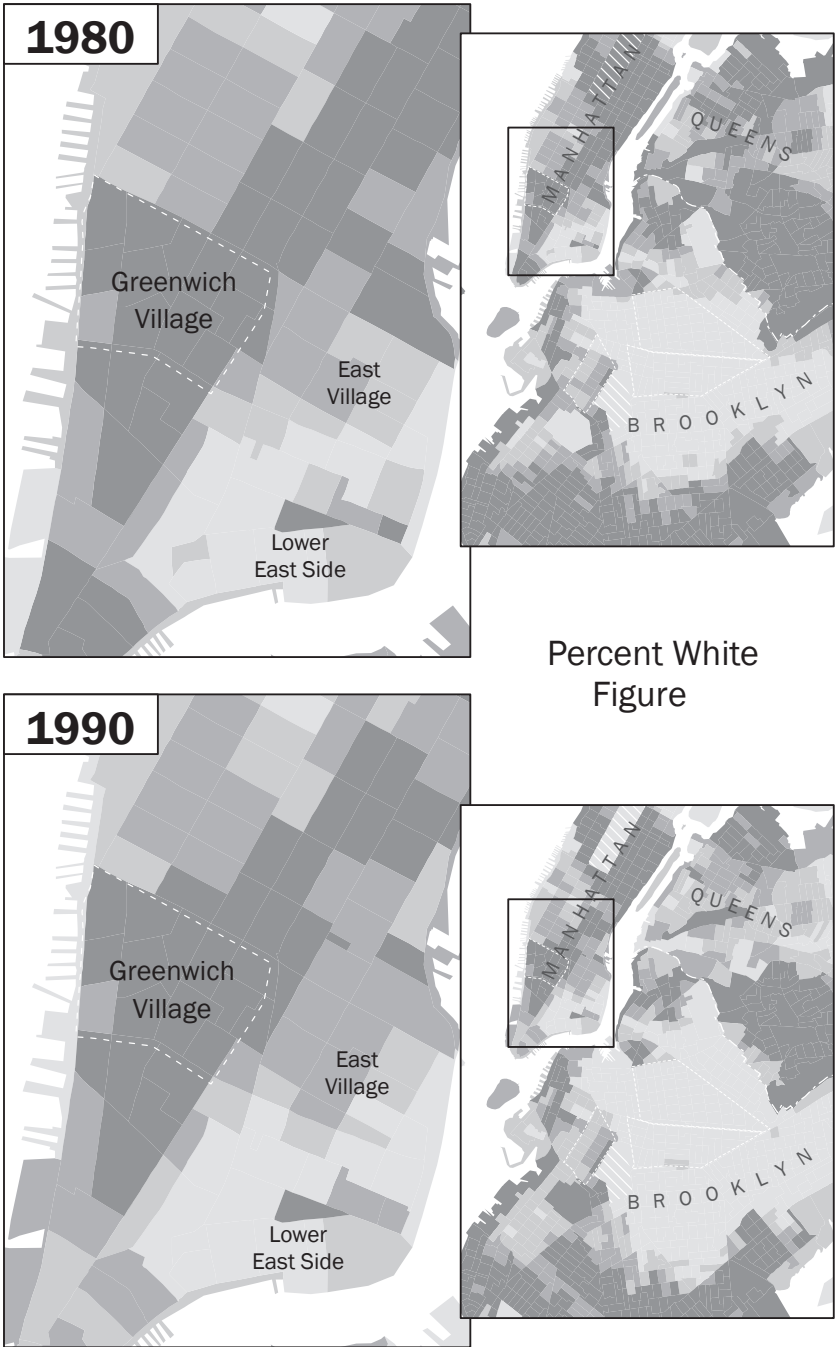 1980
Greenwich
Village
East
Village
Lower
East Side
MANHATTAN
QUEENS
BROOKLYN
Percent White
Figure
1990
Greenwich
Village
East
Village
Lower
East Side
MANHATTAN
QUEENS
BROOKLYN